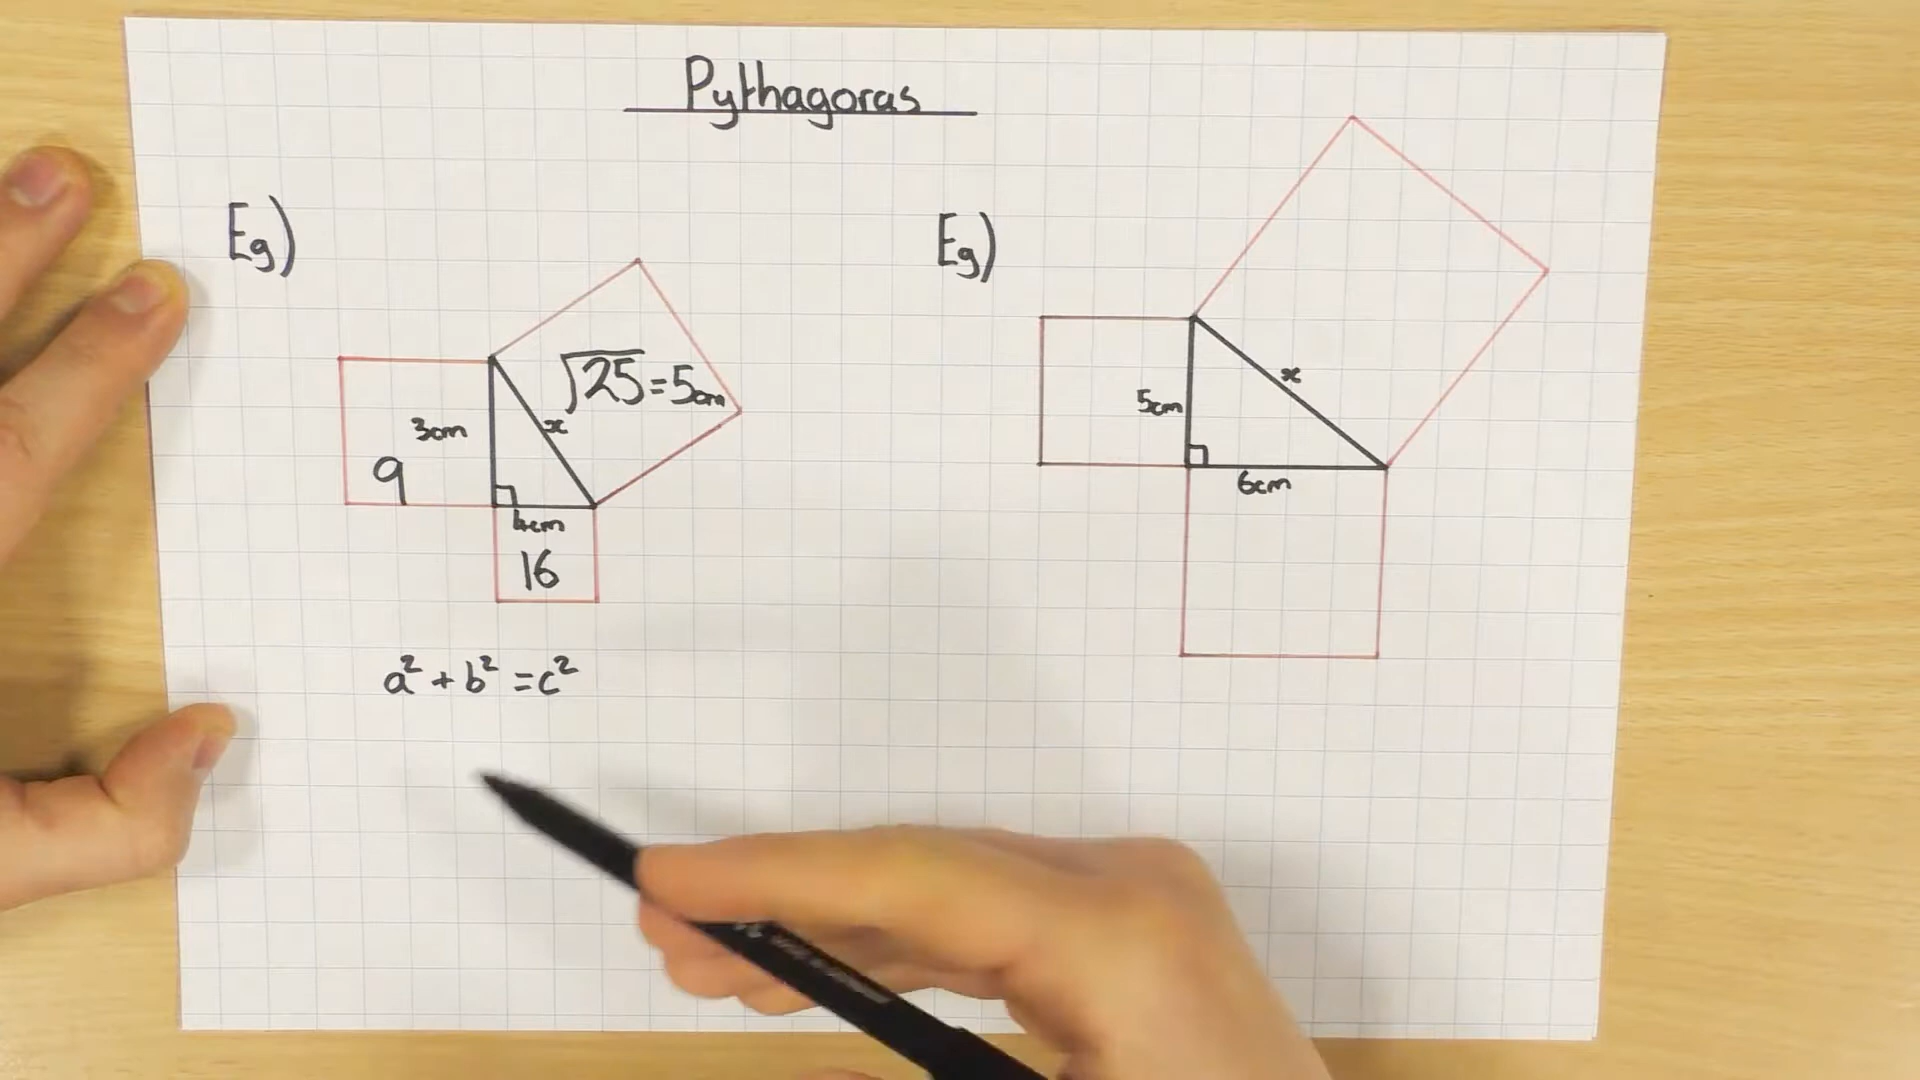 Pythagoras
Eg)
√25=5cm
x
3cm
9
4cm
16
a²+b²=c²
Eg)
x
5cm
6cm